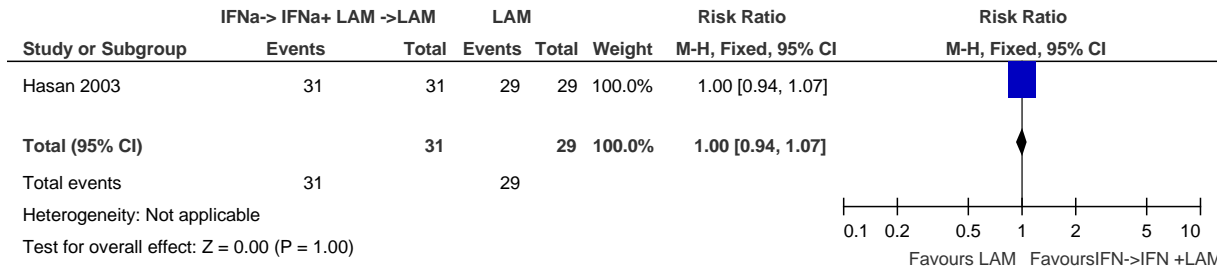 IFNa-> IFNa+ LAM ->LAM LAM Risk Ratio Risk Ratio
Study or Subgroup Events Total Events Total Weight M-H, Fixed, 95% CI M-H, Fixed, 95% CI
Hasan 2003 31 31 29 29 100.0% 1.00 [0.94, 1.07]
Total (95% CI) 31 29 100.0% 1.00 [0.94, 1.07]
Total events 31 29
Heterogeneity: Not applicable
Test for overall effect: Z = 0.00 (P = 1.00)
0.1 0.2 0.5 1 2 5 10
Favours LAM FavoursIFN->IFN +LAM